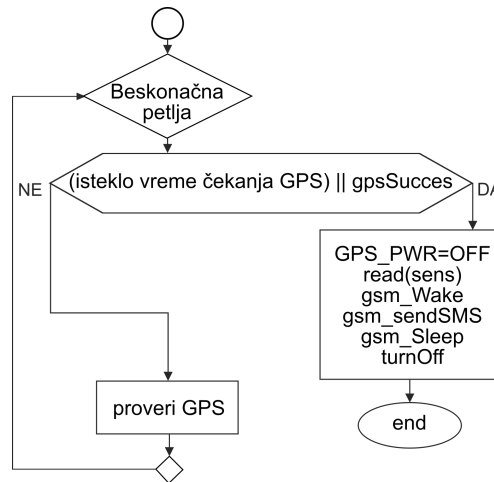 Beskonačna
petlja
(isteklo vreme čekanja GPS) || gpsSucces
NE
DA
GPS_PWR=OFF
read(sens)
gsm_Wake
gsm_sendSMS
gsm_Sleep
turnOff
proveri GPS
end